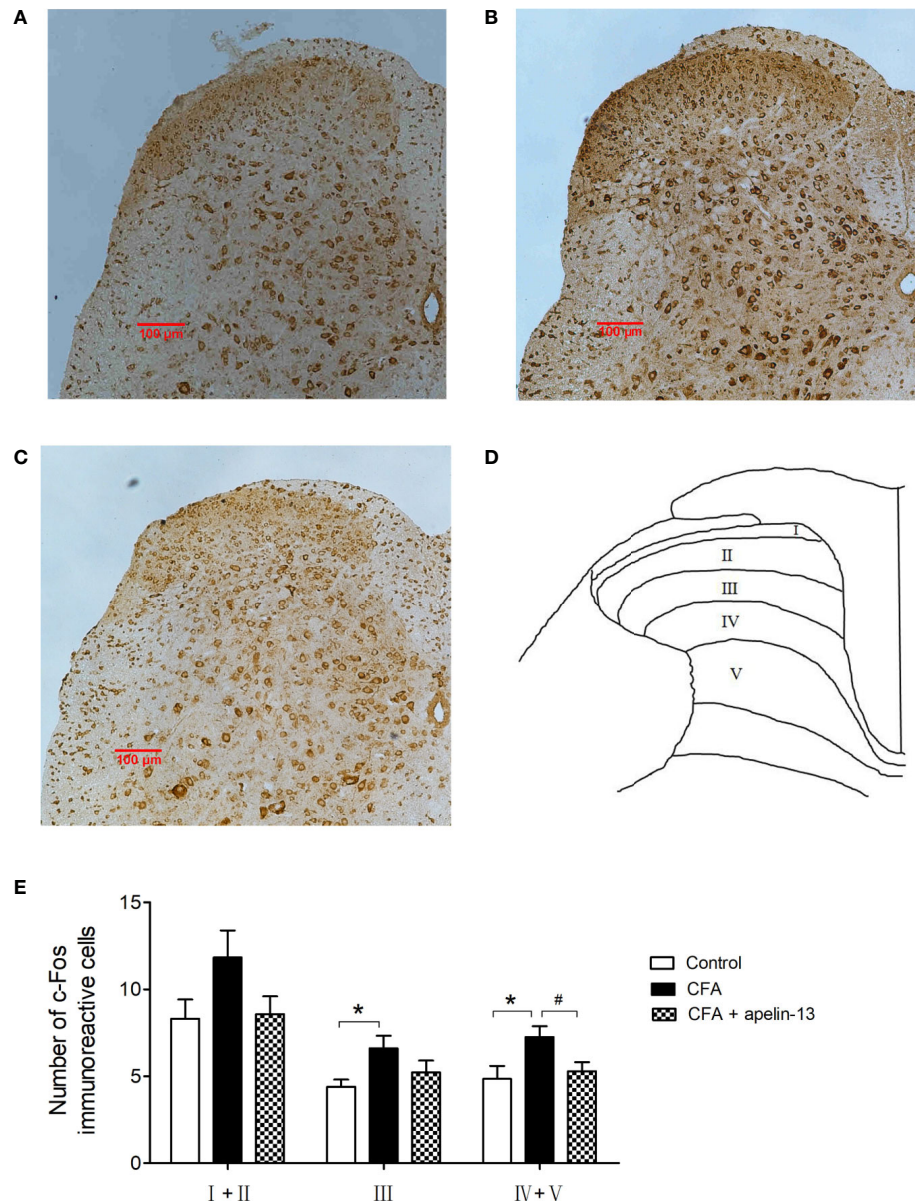 A
B
100 μm
100 μm
C
D
100 μm
I
II
III
IV
V
E
15
10
5
0
Number of c-Fos
immunoreactive cells
*
*
#
I + II
III
IV + V
Control
CFA
CFA + apelin-13